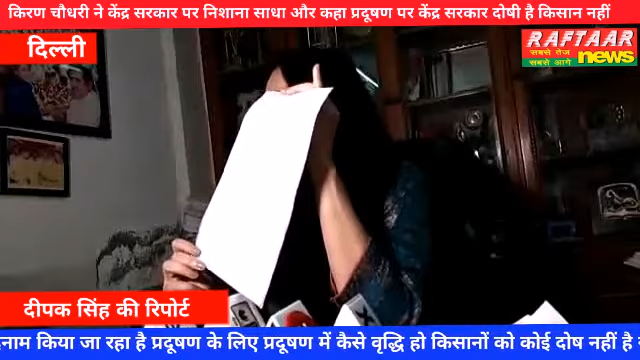 किरण चौधरी ने केंद्र सरकार पर निशाना साधा और कहा प्रदूषण पर केंद्र सरकार दोषी है किसान नहीं
दिल्ली
RAFTAAR
सबसे तेज
सबसे आगे
news
दीपक सिंह की रिपोर्ट
नाम किया जा रहा है प्रदूषण के लिए प्रदूषण में कैसे वृद्धि हो किसानों को कोई दोष नहीं है